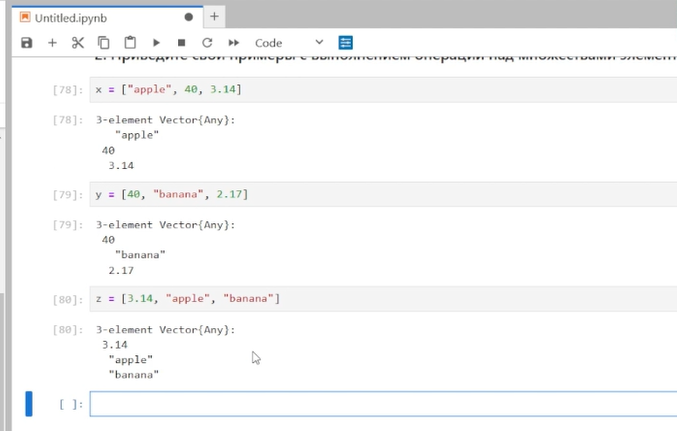 Untitled.ipynb
Code
2. Приведите свои примеры с выполнением операций над множествами элемент
[78]: x = ["apple", 40, 3.14]
[78]: 3-element Vector{Any}:
"apple"
40
3.14
[79]: y = [40, "banana", 2.17]
[79]: 3-element Vector{Any}:
40
"banana"
2.17
[80]: z = [3.14, "apple", "banana"]
[80]: 3-element Vector{Any}:
3.14
"apple"
"banana"
[ ]: